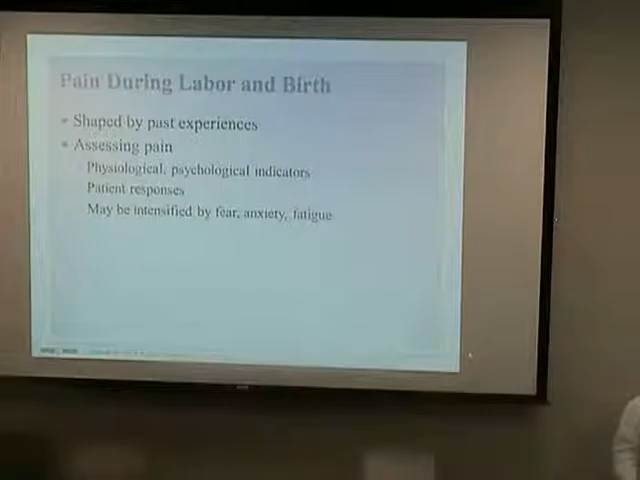 Pain During Labor and Birth
Shaped by past experiences
Assessing pain
Physiological, psychological indicators
Patient responses
May be intensified by fear, anxiety, fatigue